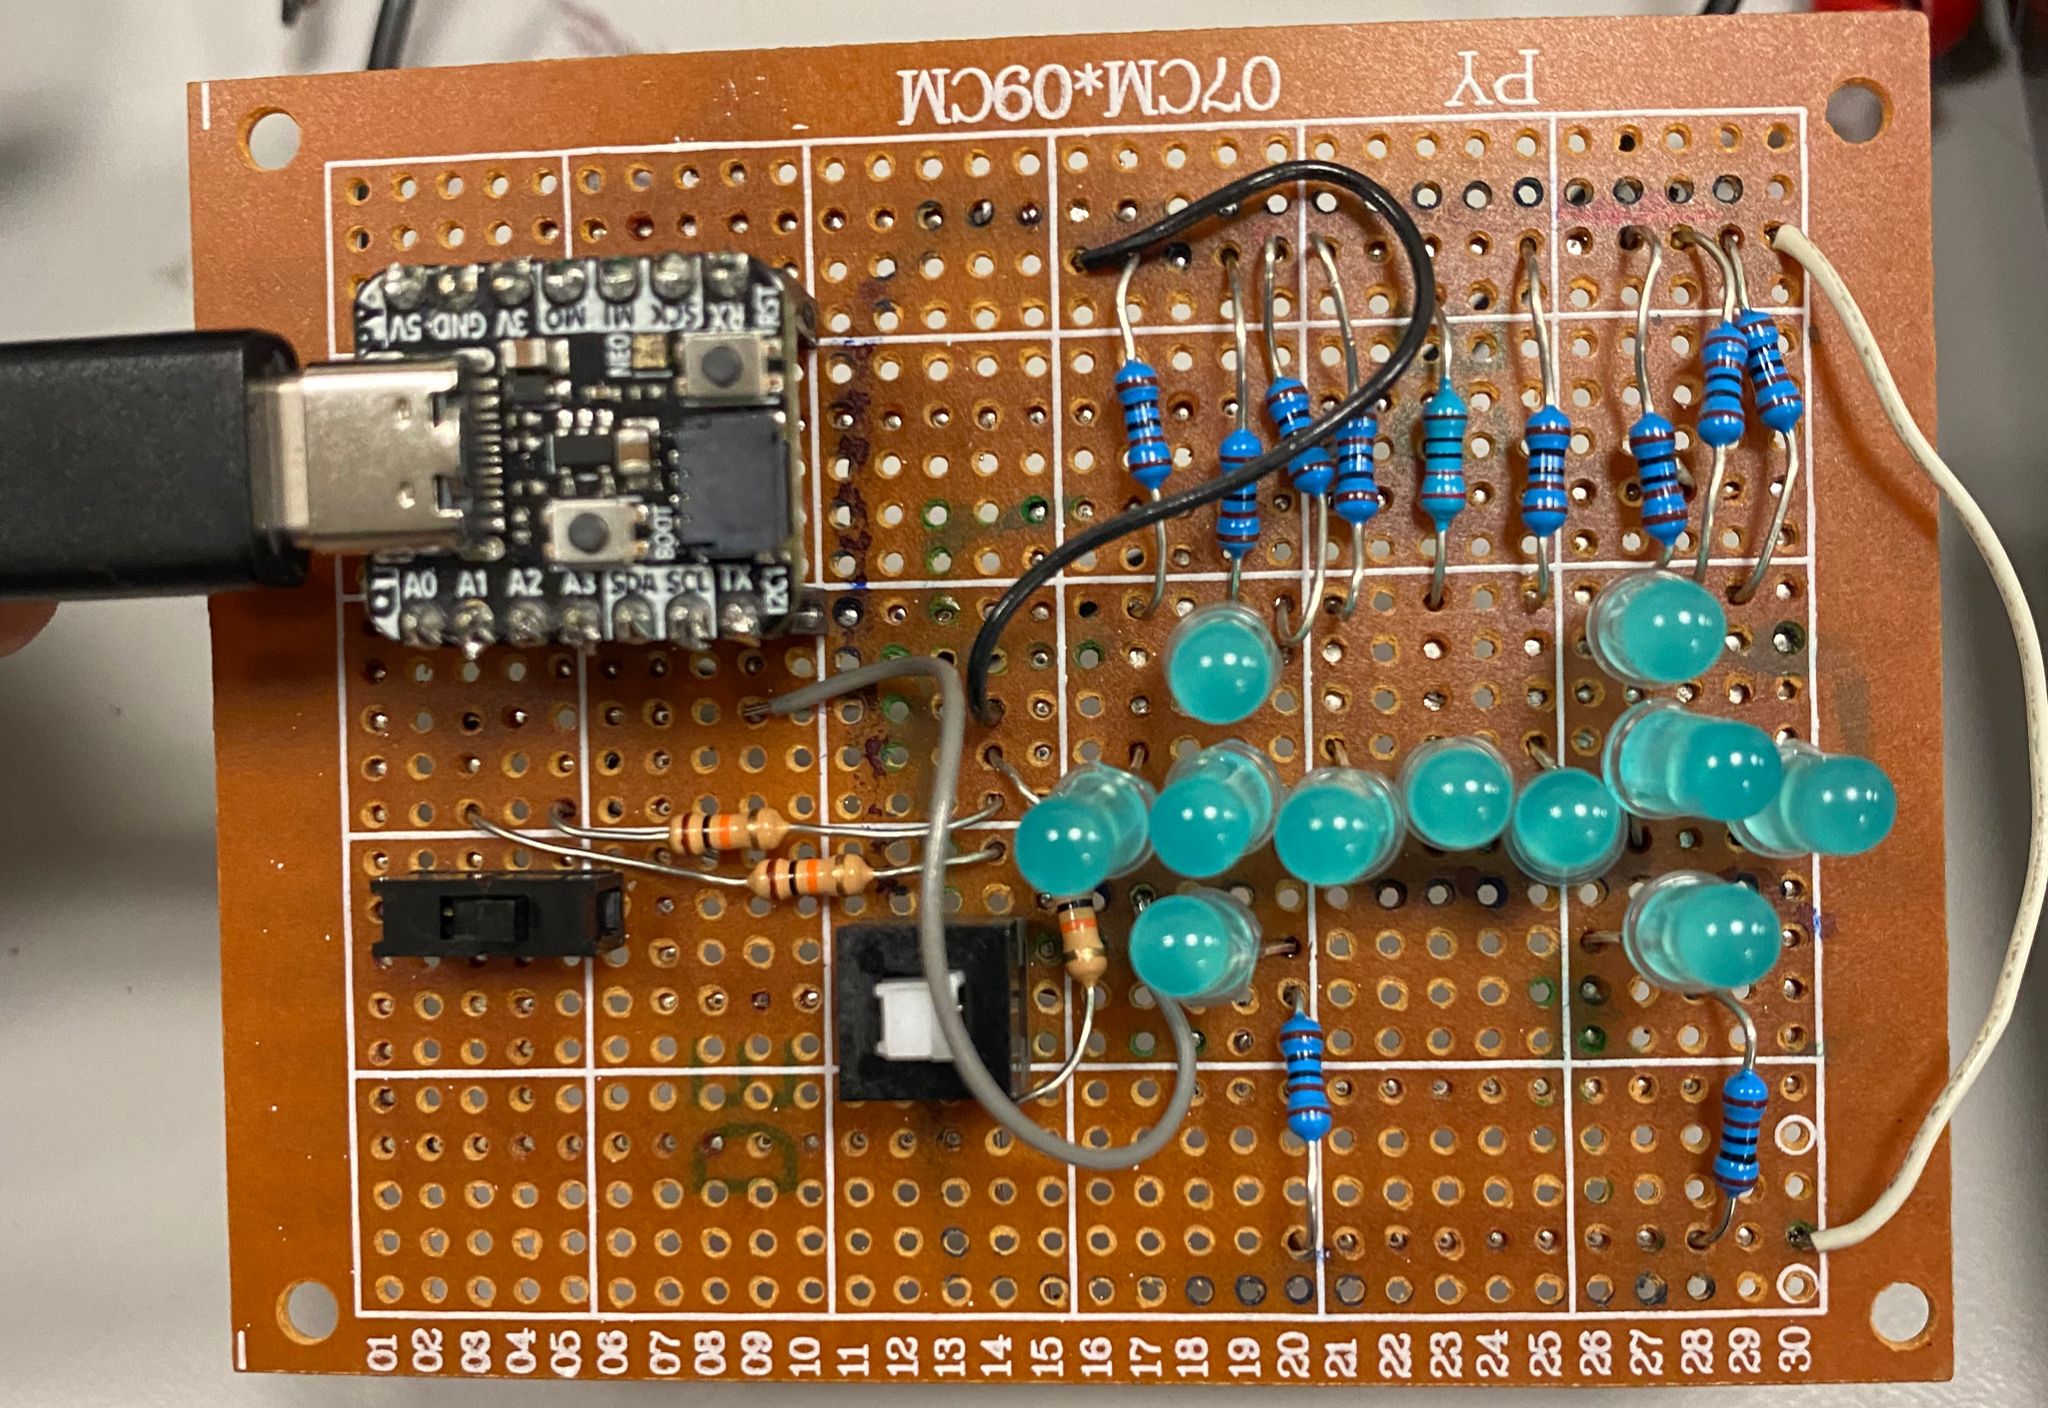 07CM*09CM PY
5V GND 3V MO MI SCK RX
NEO
BOOT
A0 A1 A2 A3 SDA SCL TX
DE
01 02 03 04 05 06 07 08 09 10 11 12 13 14 15 16 17 18 19 20 21 22 23 24 25 26 27 28 29 30